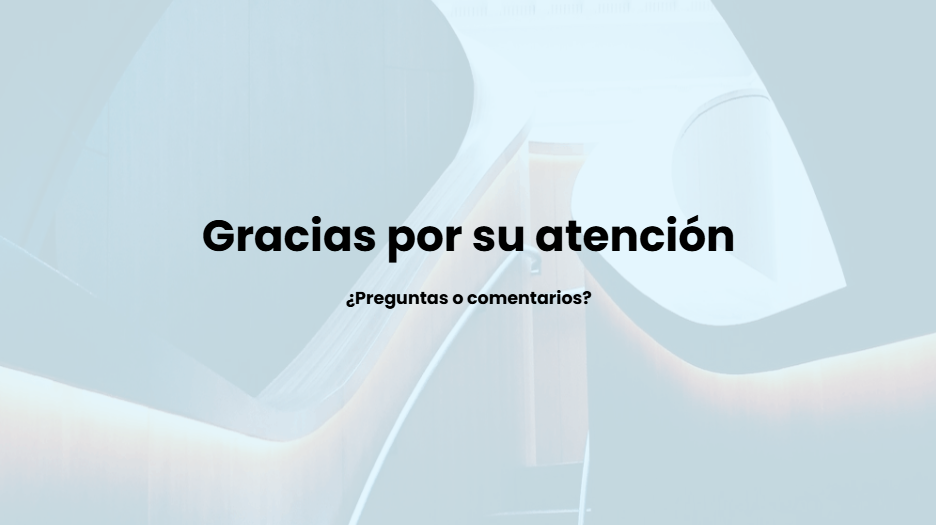 Gracias por su atención
¿Preguntas o comentarios?